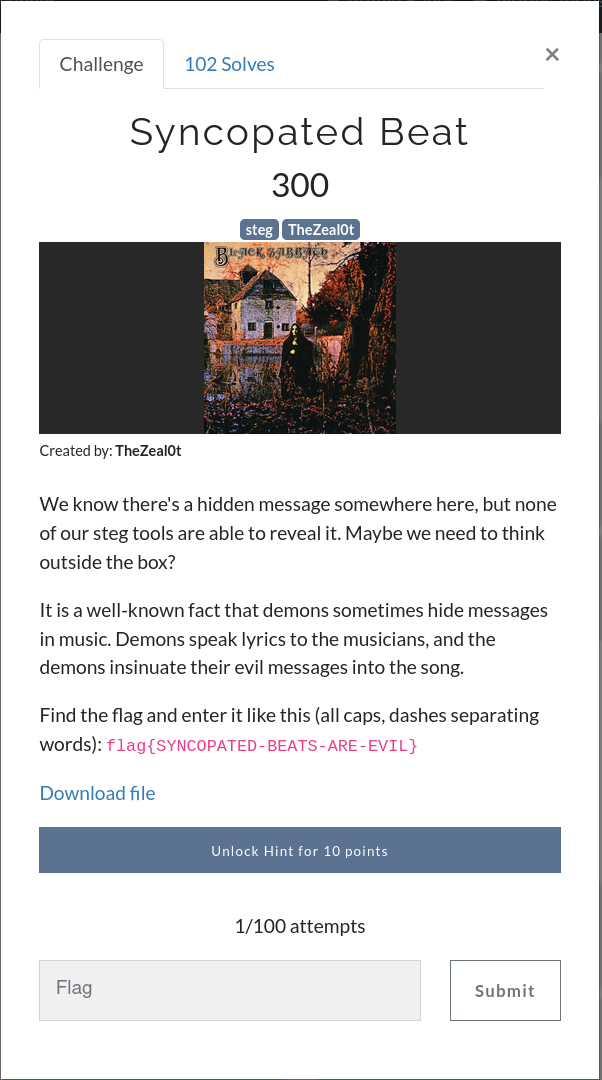 Challenge
102 Solves
×
Syncopated Beat
300
steg TheZeal0t
BLACK SABBATH
Created by: TheZeal0t
We know there's a hidden message somewhere here, but none
of our steg tools are able to reveal it. Maybe we need to think
outside the box?
It is a well-known fact that demons sometimes hide messages
in music. Demons speak lyrics to the musicians, and the
demons insinuate their evil messages into the song.
Find the flag and enter it like this (all caps, dashes separating
words): flag{SYNCOPATED-BEATS-ARE-EVIL}
Download file
Unlock Hint for 10 points
1/100 attempts
Flag
Submit